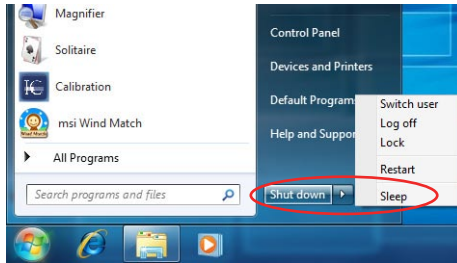 Magnifier
Solitaire
Calibration
msi Wind Match
All Programs
Search programs and files
Control Panel
Devices and Printers
Default Program
Help and Suppor
Shut down
Switch user
Log off
Lock
Restart
Sleep